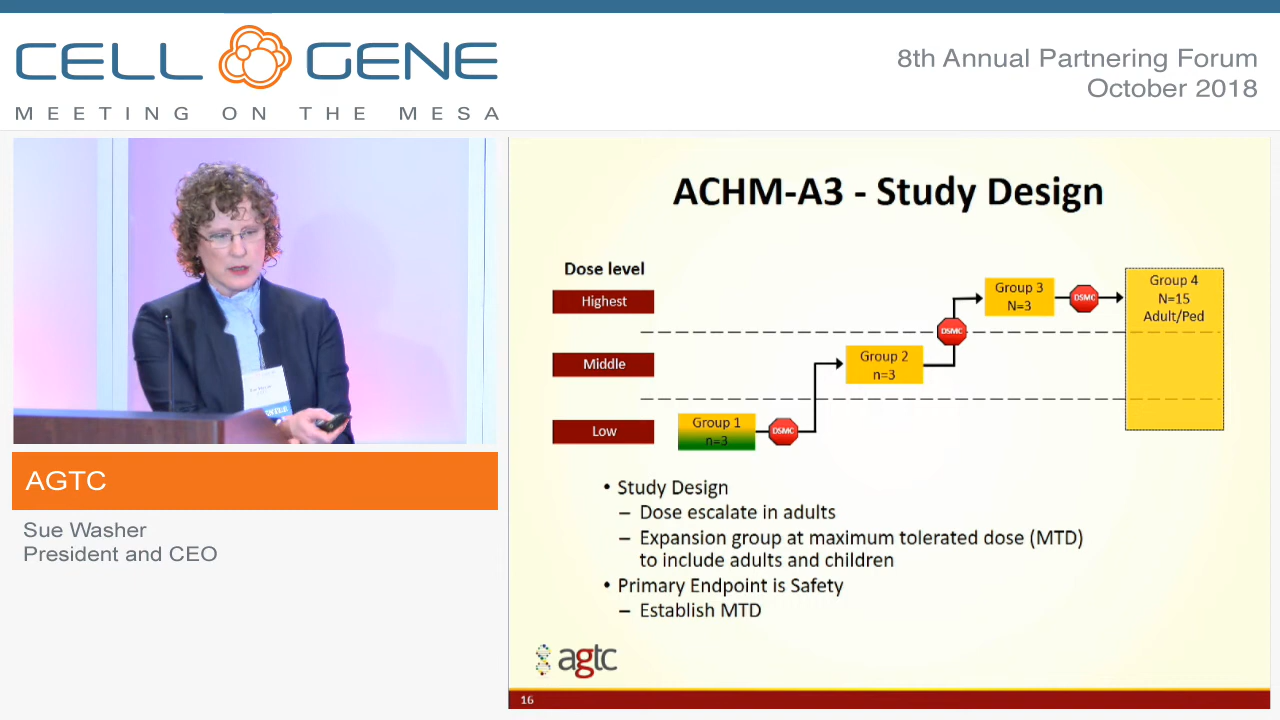 CELL GENE
MEETING ON THE MESA
8th Annual Partnering Forum
October 2018
AGTC
Sue Washer
President and CEO
ACHM-A3 - Study Design
Dose level
Highest
Middle
Low
Group 1
n=3
DSMC
Group 2
n=3
DSMC
Group 3
N=3
DSMC
Group 4
N=15
Adult/Ped
• Study Design
– Dose escalate in adults
– Expansion group at maximum tolerated dose (MTD)
to include adults and children
• Primary Endpoint is Safety
– Establish MTD
agtc
16